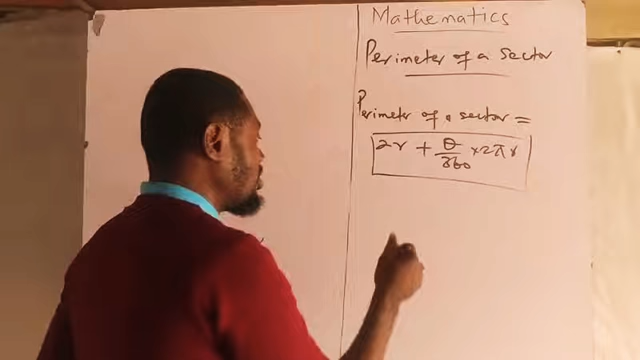 Mathematics
Perimeter of a Sector
Perimeter of a sector =
2r + θ/360 × 2πr